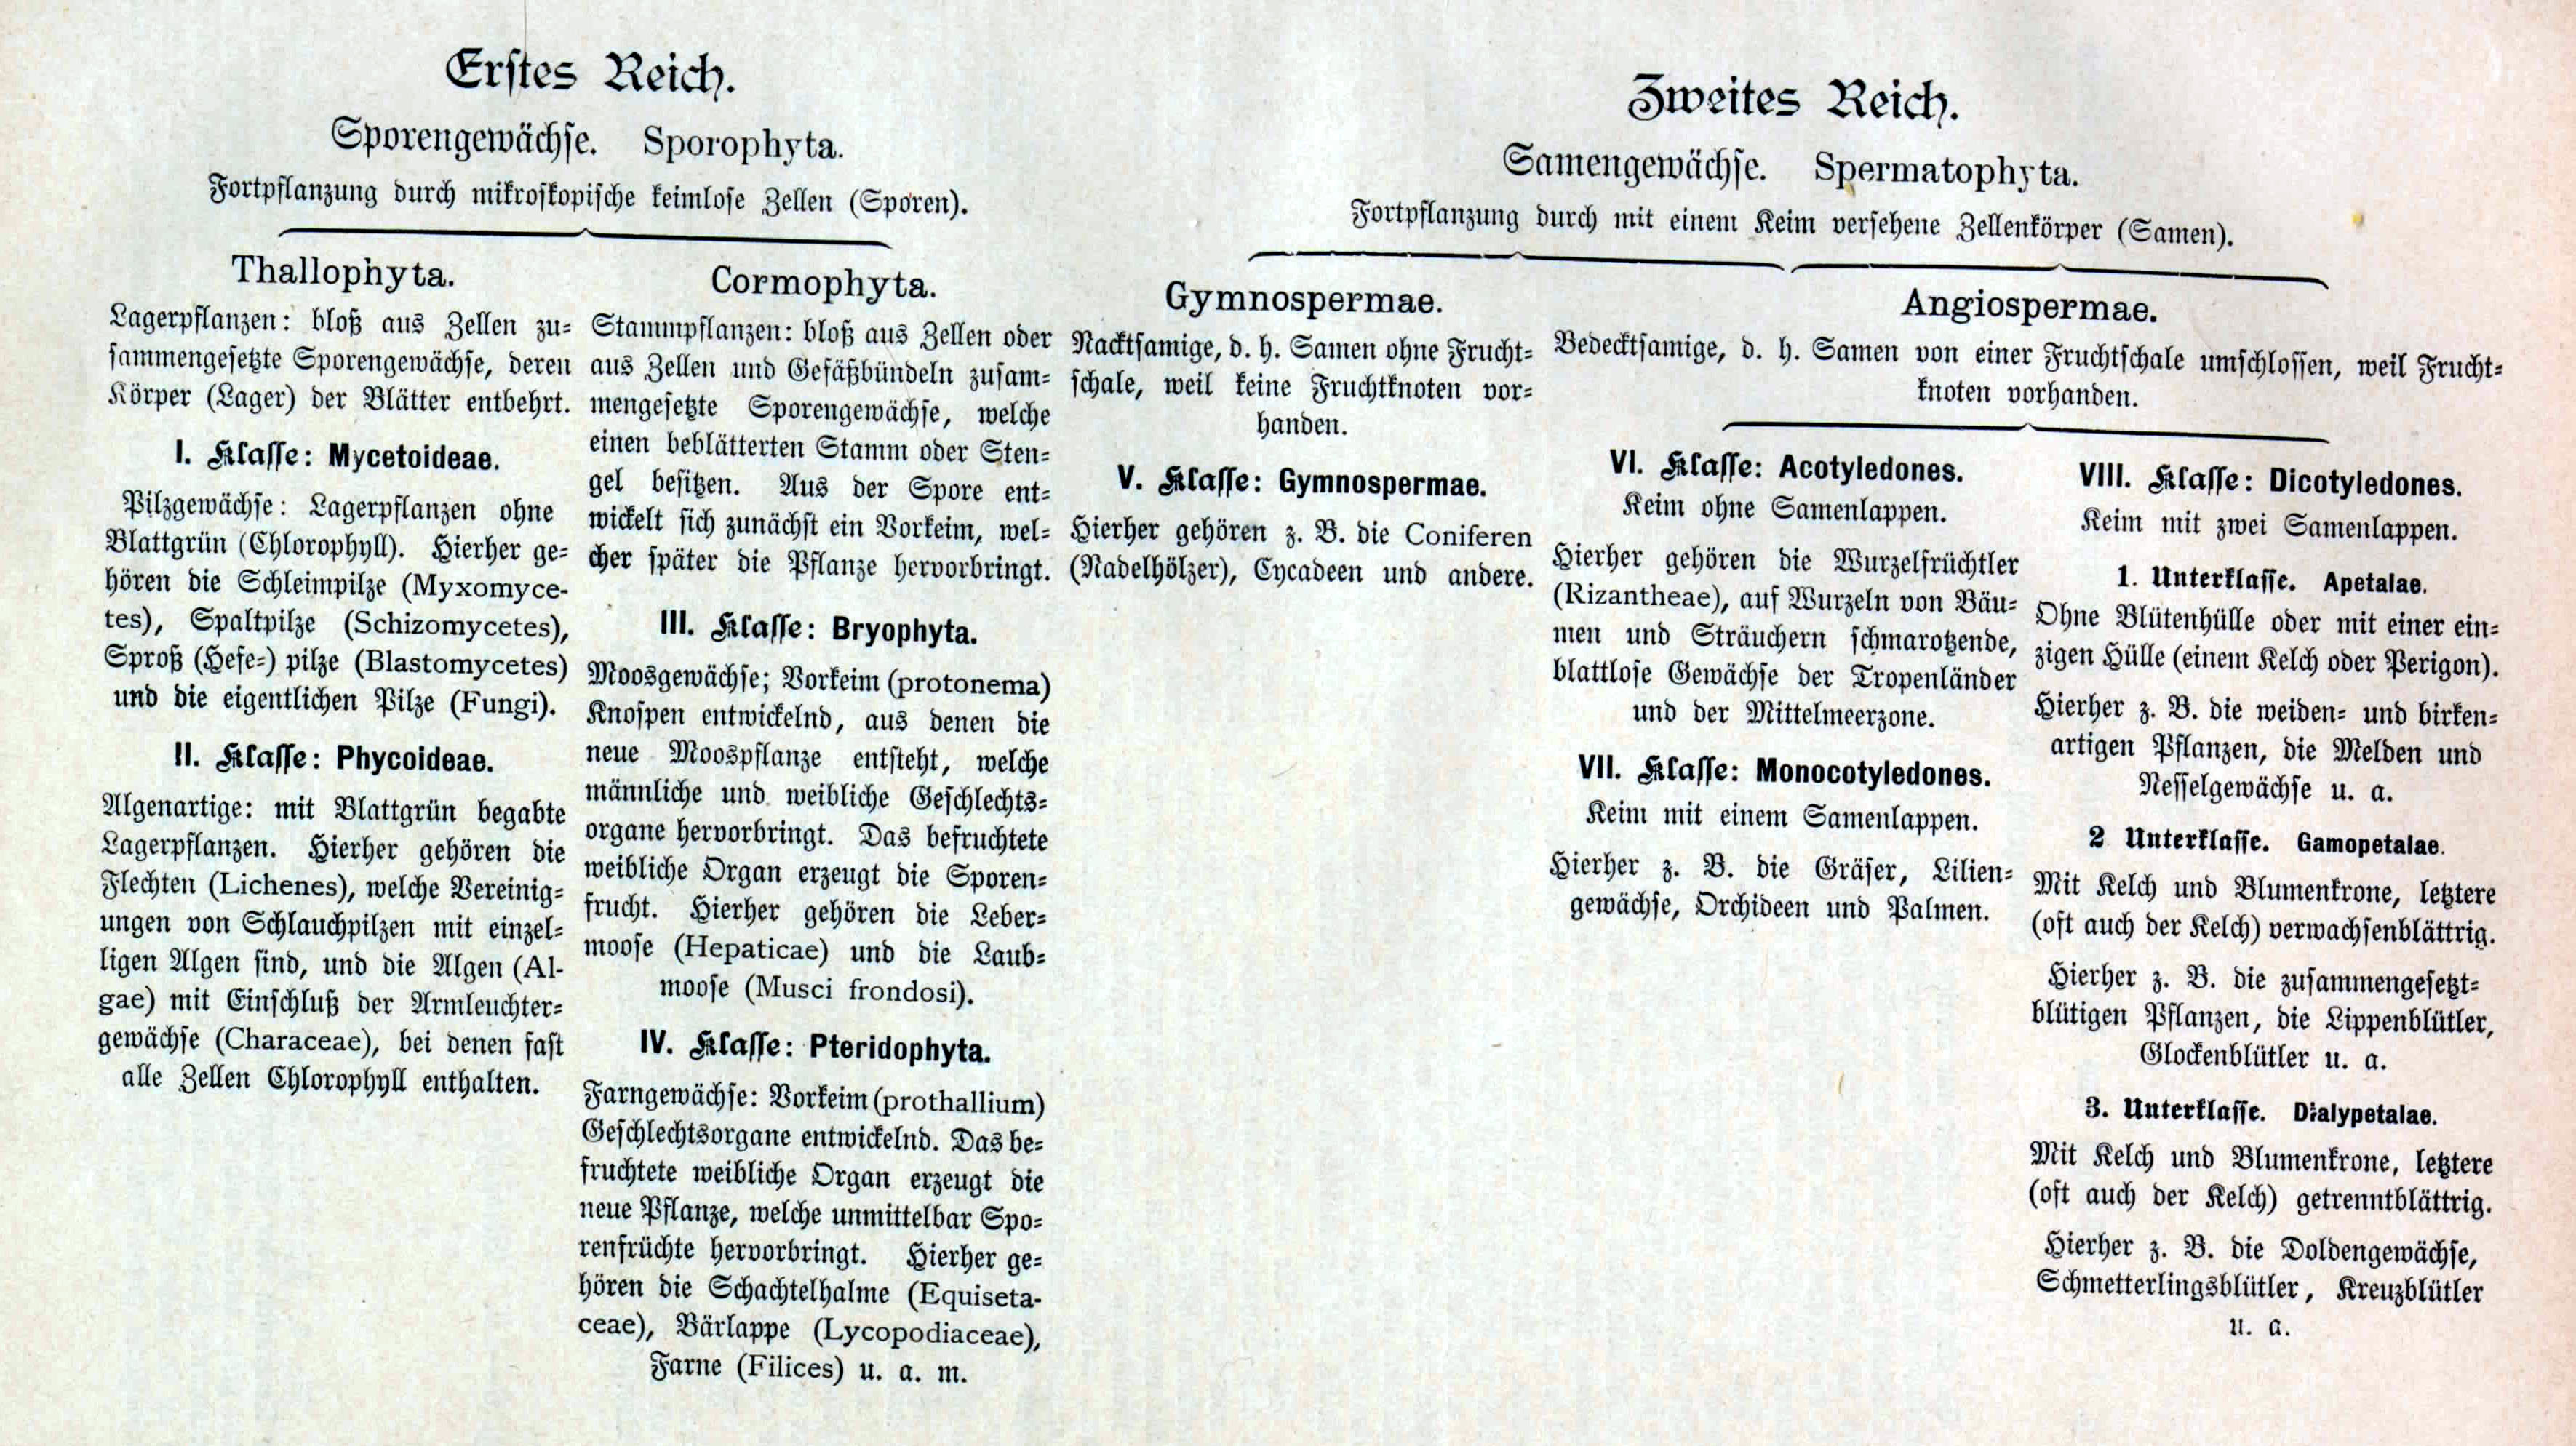 Erstes Reich.
Sporengewächse. Sporophyta.
Fortpflanzung durch mikroskopische keimlose Zellen (Sporen).
Thallophyta.
Lagerpflanzen: bloß aus Zellen zu-
sammengesetzte Sporengewächse, deren
Körper (Lager) der Blätter entbehrt.
I. Klasse: Mycetoideae.
Pilzgewächse: Lagerpflanzen ohne
Blattgrün (Chlorophyll). Hierher ge-
hören die Schleimpilze (Myxomyce-
tes), Spaltpilze (Schizomycetes),
Sproß (Hefe-) pilze (Blastomycetes)
und die eigentlichen Pilze (Fungi).
II. Klasse: Phycoideae.
Algenartige: mit Blattgrün begabte
Lagerpflanzen. Hierher gehören die
Flechten (Lichenes), welche Vereinig-
ungen von Schlauchpilzen mit einzel-
ligen Algen sind, und die Algen (Al-
gae) mit Einschluß der Armleuchter-
gewächse (Characeae), bei denen fast
alle Zellen Chlorophyll enthalten.
Cormophyta.
Stammpflanzen: bloß aus Zellen oder
aus Zellen und Gefäßbündeln zusam-
mengesetzte Sporengewächse, welche
einen beblätterten Stamm oder Sten-
gel besitzen. Aus der Spore ent-
wickelt sich zunächst ein Vorkeim, wel-
cher später die Pflanze hervorbringt.
III. Klasse: Bryophyta.
Moosgewächse; Vorkeim (protonema)
Knospen entwickelnd, aus denen die
neue Moospflanze entsteht, welche
männliche und weibliche Geschlechts-
organe hervorbringt. Das befruchtete
weibliche Organ erzeugt die Sporen-
frucht. Hierher gehören die Leber-
moose (Hepaticae) und die Laub-
moose (Musci frondosi).
IV. Klasse: Pteridophyta.
Farngewächse: Vorkeim (prothallium)
Geschlechtsorgane entwickelnd. Das be-
fruchtete weibliche Organ erzeugt die
neue Pflanze, welche unmittelbar Spo-
renfrüchte hervorbringt. Hierher ge-
hören die Schachtelhalme (Equiseta-
ceae), Bärlappe (Lycopodiaceae),
Farne (Filices) u. a. m.
Zweites Reich.
Samengewächse. Spermatophyta.
Fortpflanzung durch mit einem Keim versehene Zellenkörper (Samen).
Gymnospermae.
Nacktsamige, d. h. Samen ohne Frucht-
schale, weil keine Fruchtknoten vor-
handen.
V. Klasse: Gymnospermae.
Hierher gehören z. B. die Coniferen
(Nadelhölzer), Cycadeen und andere.
Angiospermae.
Bedecktsamige, d. h. Samen von einer Fruchtschale umschlossen, weil Frucht-
knoten vorhanden.
VI. Klasse: Acotyledones.
Keim ohne Samenlappen.
Hierher gehören die Wurzelfrüchtler
(Rizantheae), auf Wurzeln von Bäu-
men und Sträuchern schmarotzende,
blattlose Gewächse der Tropenländer
und der Mittelmeerzone.
VII. Klasse: Monocotyledones.
Keim mit einem Samenlappen.
Hierher z. B. die Gräser, Lilien-
gewächse, Orchideen und Palmen.
VIII. Klasse: Dicotyledones.
Keim mit zwei Samenlappen.
1. Unterklasse. Apetalae.
Ohne Blütenhülle oder mit einer ein-
zigen Hülle (einem Kelch oder Perigon).
Hierher z. B. die weiden- und birken-
artigen Pflanzen, die Melden und
Nesselgewächse u. a.
2 Unterklasse. Gamopetalae.
Mit Kelch und Blumenkrone, letztere
(oft auch der Kelch) verwachsenblättrig.
Hierher z. B. die zusammengesetzt-
blütigen Pflanzen, die Lippenblütler,
Glockenblütler u. a.
3. Unterklasse. Dialypetalae.
Mit Kelch und Blumenkrone, letztere
(oft auch der Kelch) getrenntblättrig.
Hierher z. B. die Doldengewächse,
Schmetterlingsblütler, Kreuzblütler
u. a.